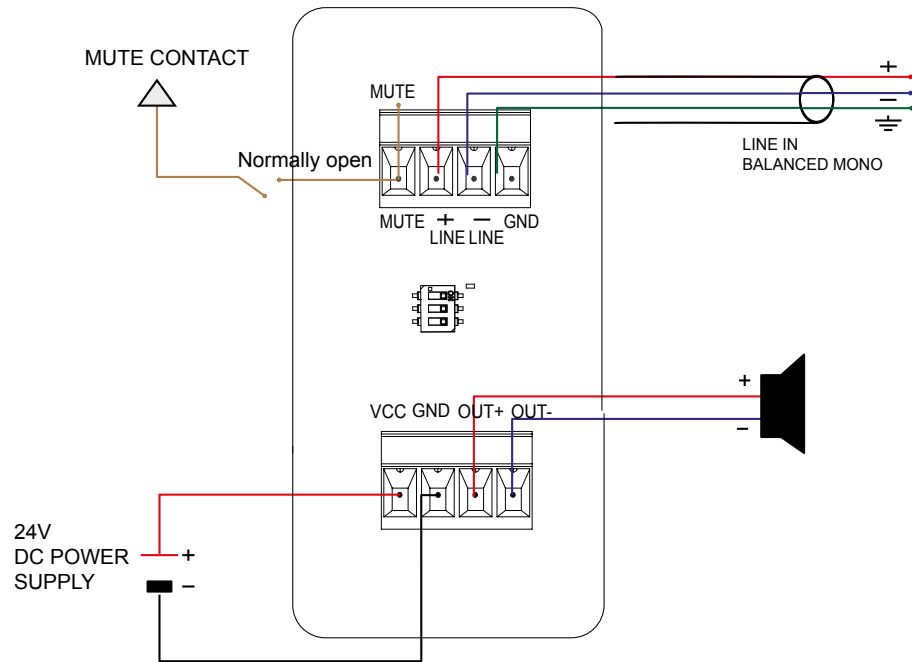 MUTE CONTACT
MUTE
Normally open
MUTE + − GND
LINE LINE
+
−
LINE IN
BALANCED MONO
VCC GND OUT+ OUT-
+
−
24V
DC POWER
SUPPLY
+
−